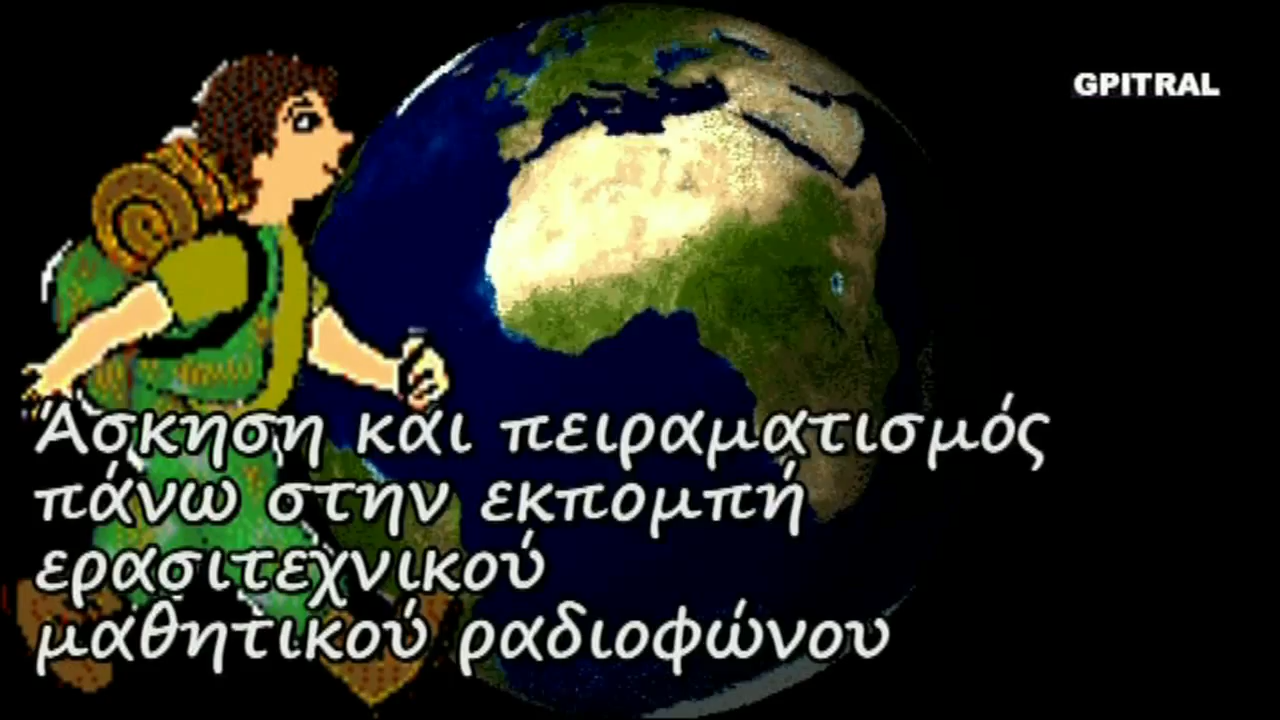 GPITRAL
Άσκηση και πειραματισμός
πάνω στην εκπομπή
ερασιτεχνικού
μαθητικού ραδιοφώνου